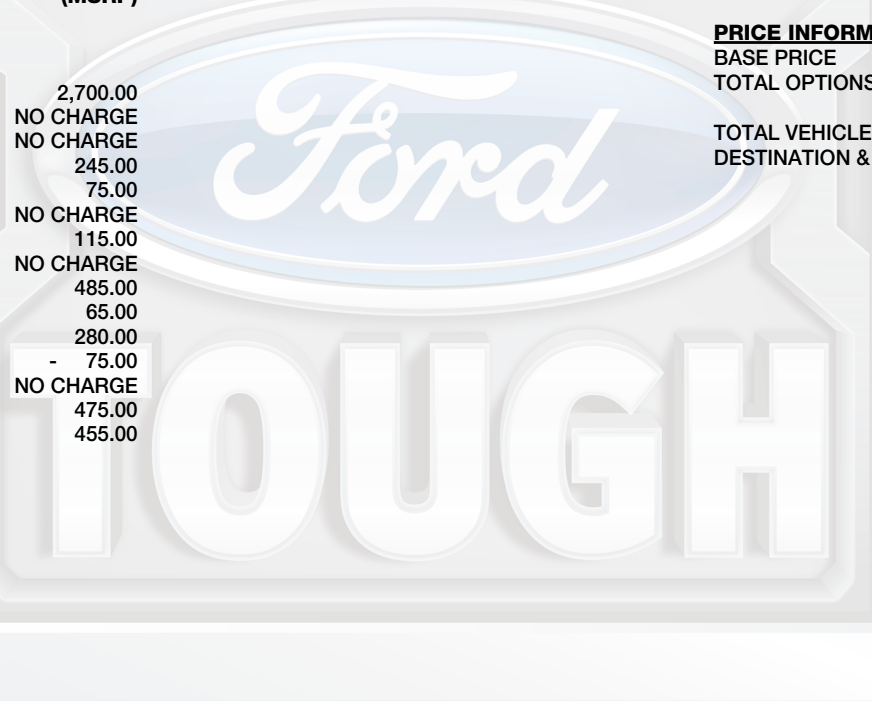 (MSRP)
2,700.00
NO CHARGE
NO CHARGE
245.00
75.00
NO CHARGE
115.00
NO CHARGE
485.00
65.00
280.00
- 75.00
NO CHARGE
475.00
455.00
PRICE INFORM
BASE PRICE
TOTAL OPTIONS
TOTAL VEHICLE
DESTINATION &
Ford
TOUGH